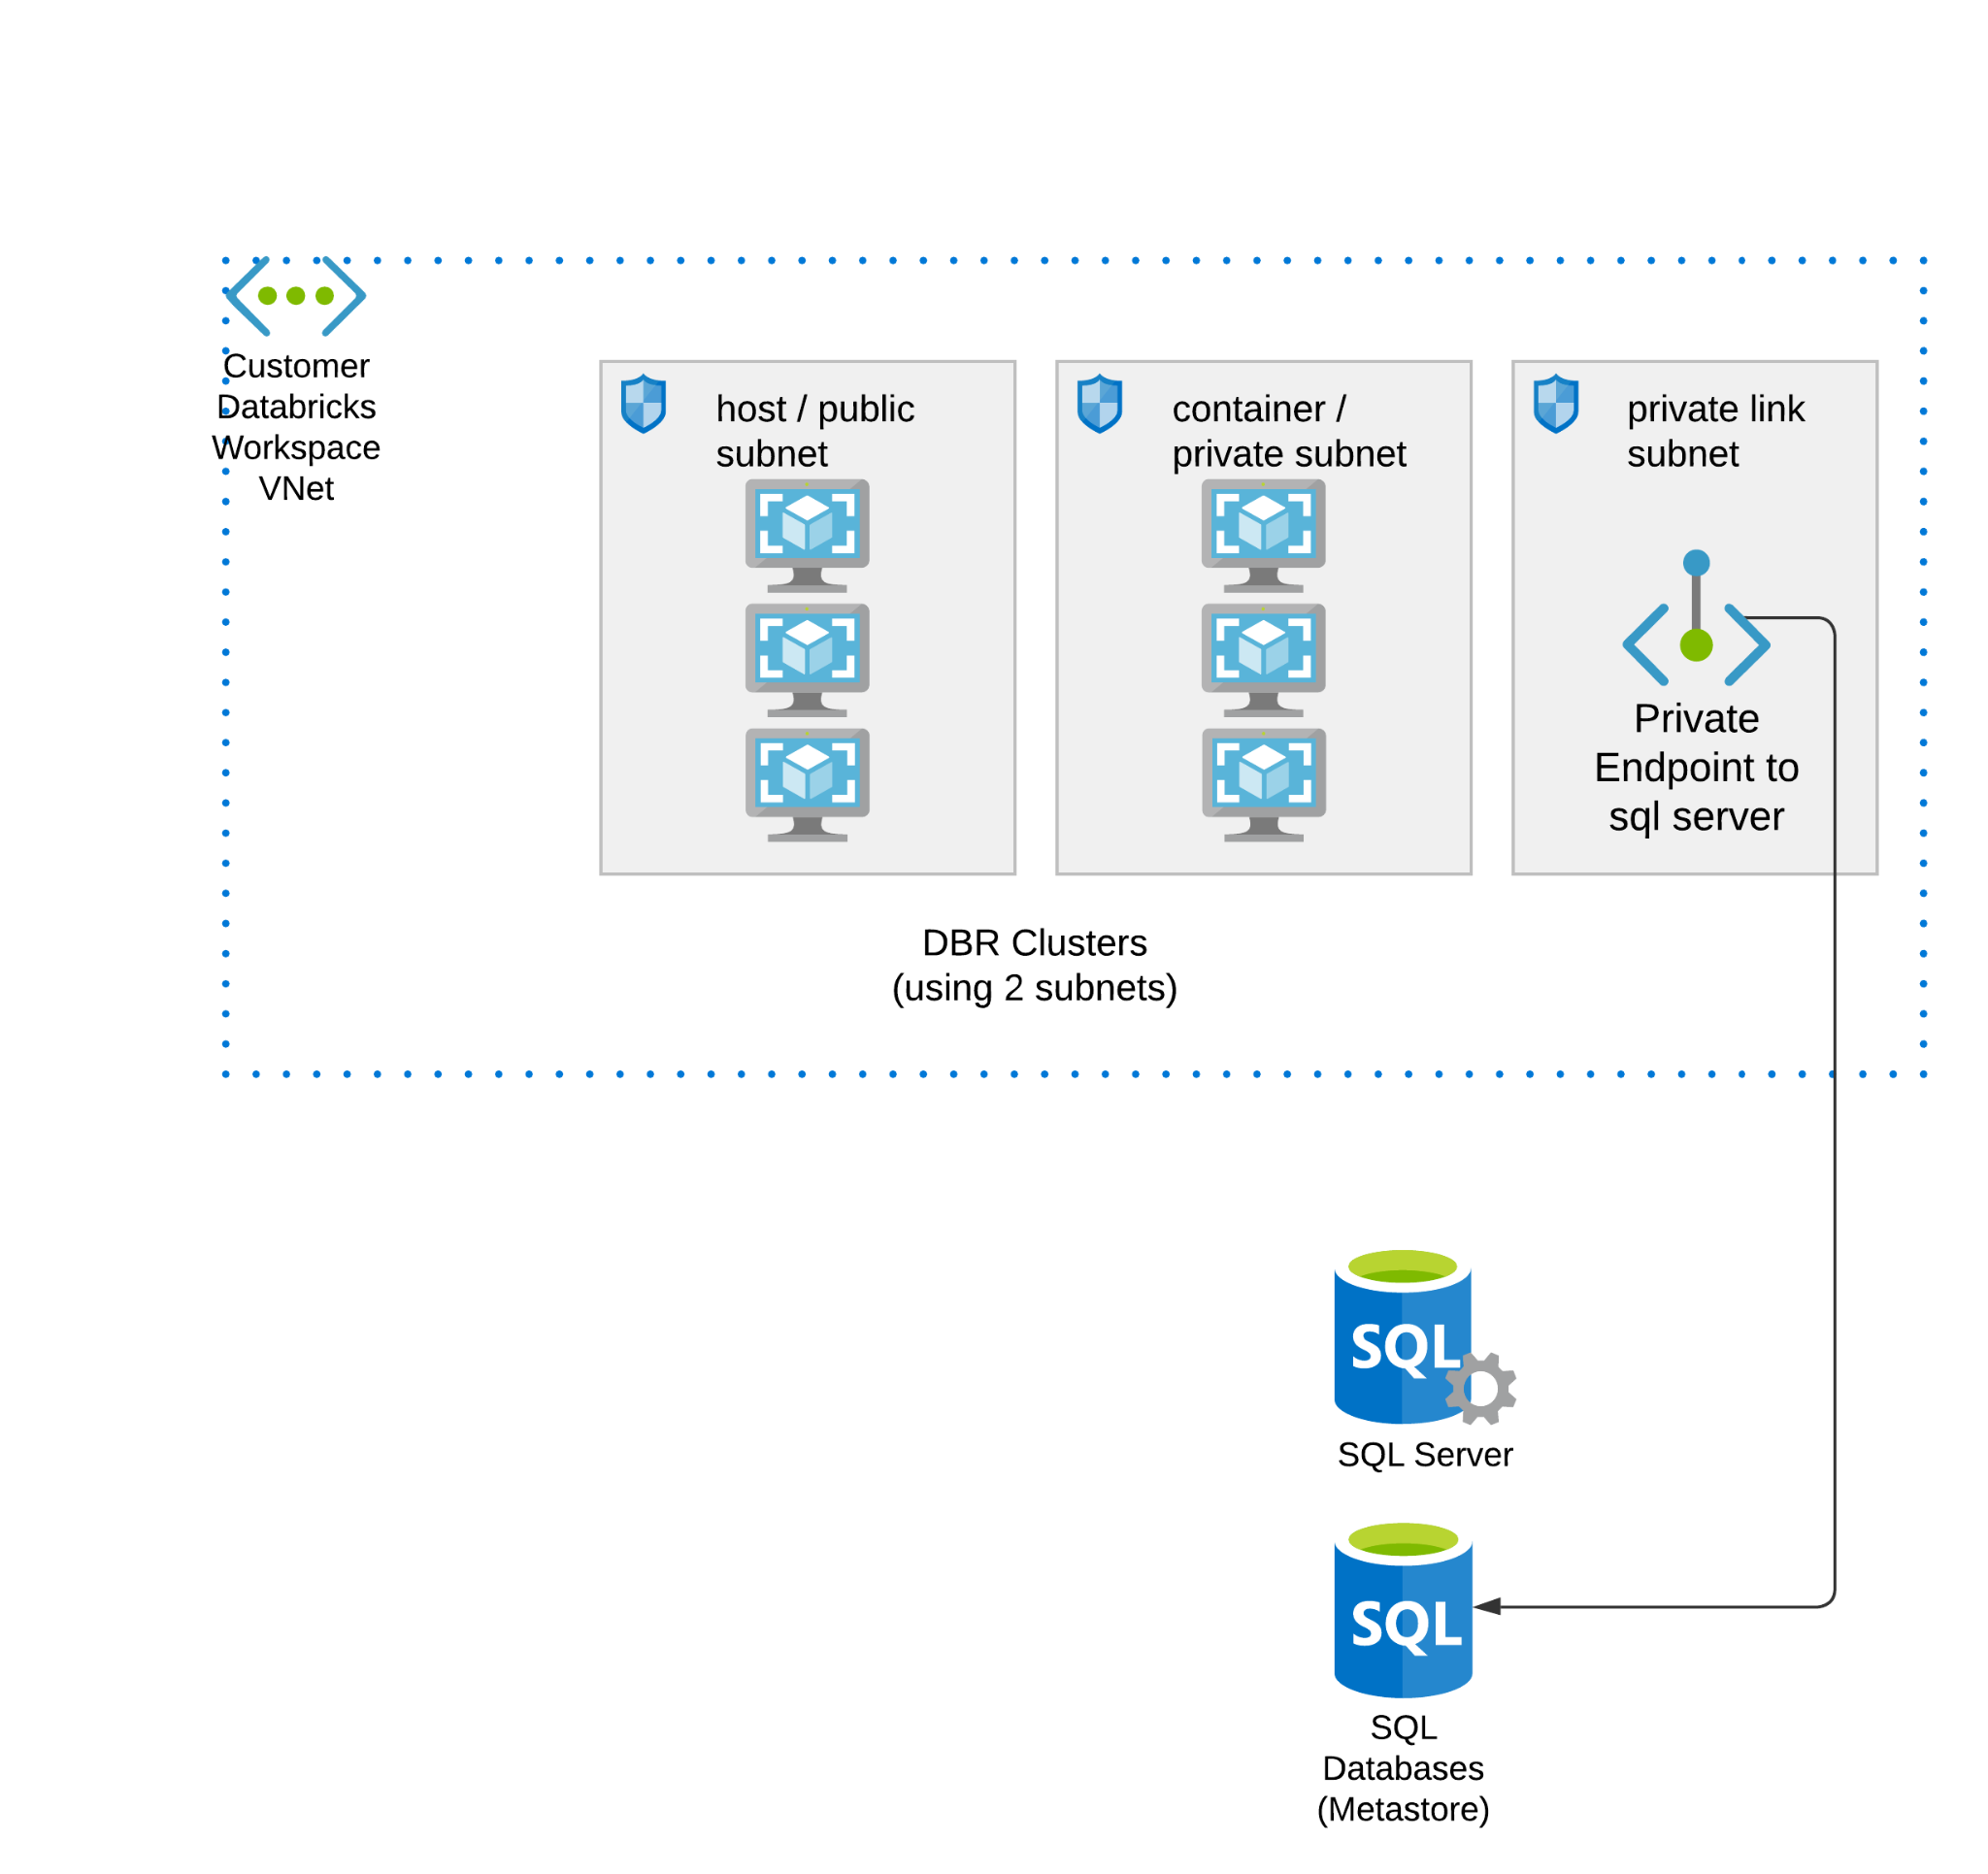 Customer
Databricks
Workspace
VNet
host / public
subnet
container /
private subnet
private link
subnet
Private
Endpoint to
sql server
DBR Clusters
(using 2 subnets)
SQL
SQL Server
SQL
SQL
Databases
(Metastore)